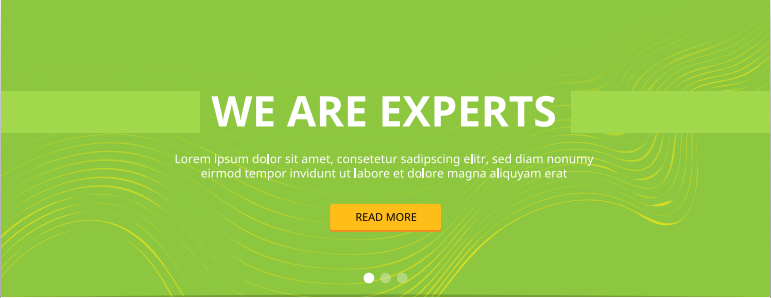 WE ARE EXPERTS
Lorem ipsum dolor sit amet, consetetur sadipscing elitr, sed diam nonumy
eirmod tempor invidunt ut labore et dolore magna aliquyam erat
READ MORE